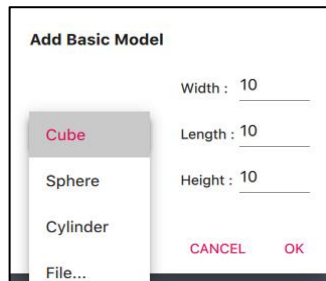 Add Basic Model
Width : 10
Cube
Length : 10
Sphere
Height : 10
Cylinder
CANCEL OK
File...